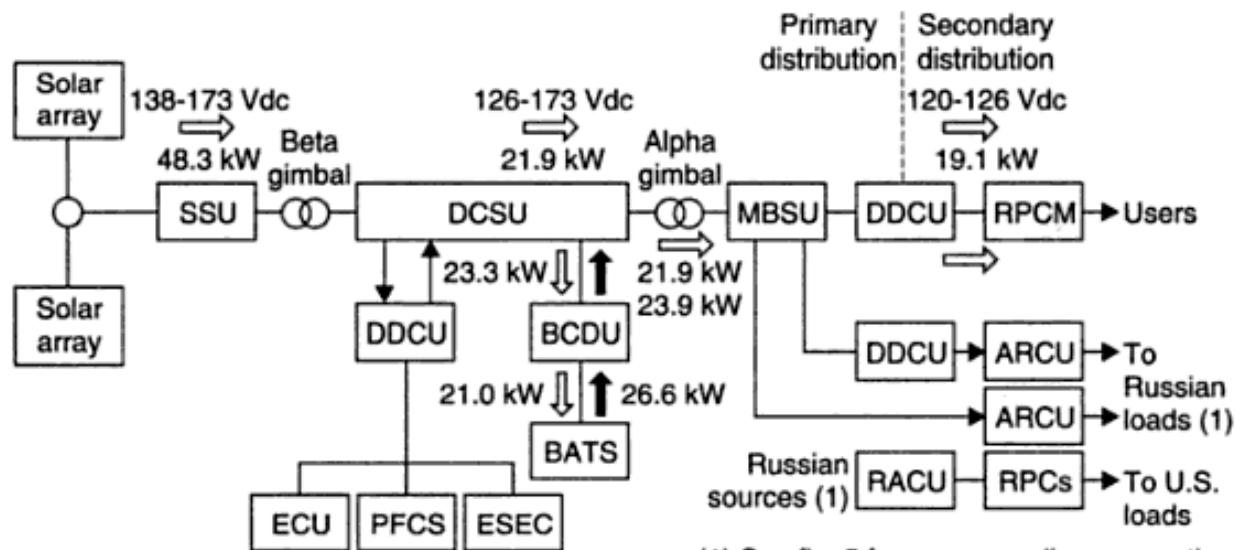 Primary distribution
Secondary distribution
Solar array
138-173 Vdc
48.3 kW
Beta gimbal
126-173 Vdc
21.9 kW
Alpha gimbal
120-126 Vdc
19.1 kW
SSU
DCSU
MBSU
DDCU
RPCM
Users
Solar array
23.3 kW
21.9 kW
23.9 kW
DDCU
BCDU
DDCU
ARCU
To Russian loads (1)
21.0 kW
26.6 kW
ARCU
BATS
Russian sources (1)
RACU
RPCs
To U.S. loads
ECU
PFCS
ESEC